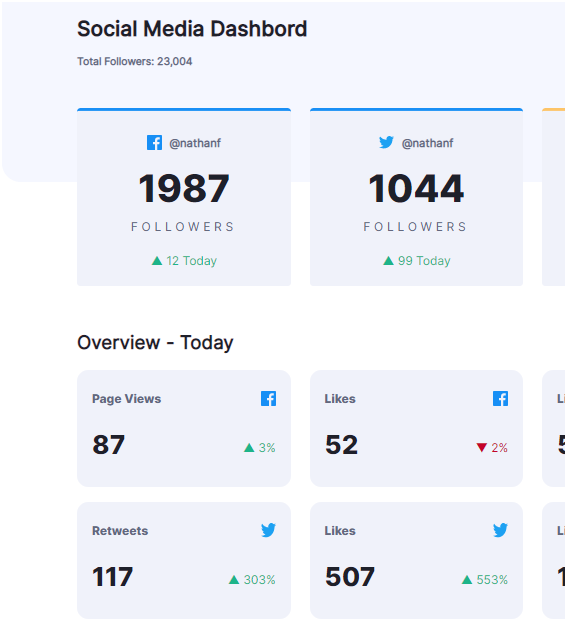 Social Media Dashbord
Total Followers: 23,004
@nathanf
@nathanf
1987
1044
FOLLOWERS
FOLLOWERS
12 Today
99 Today
Overview - Today
Page Views
Likes
87
3%
52
2%
Retweets
Likes
117
303%
507
553%